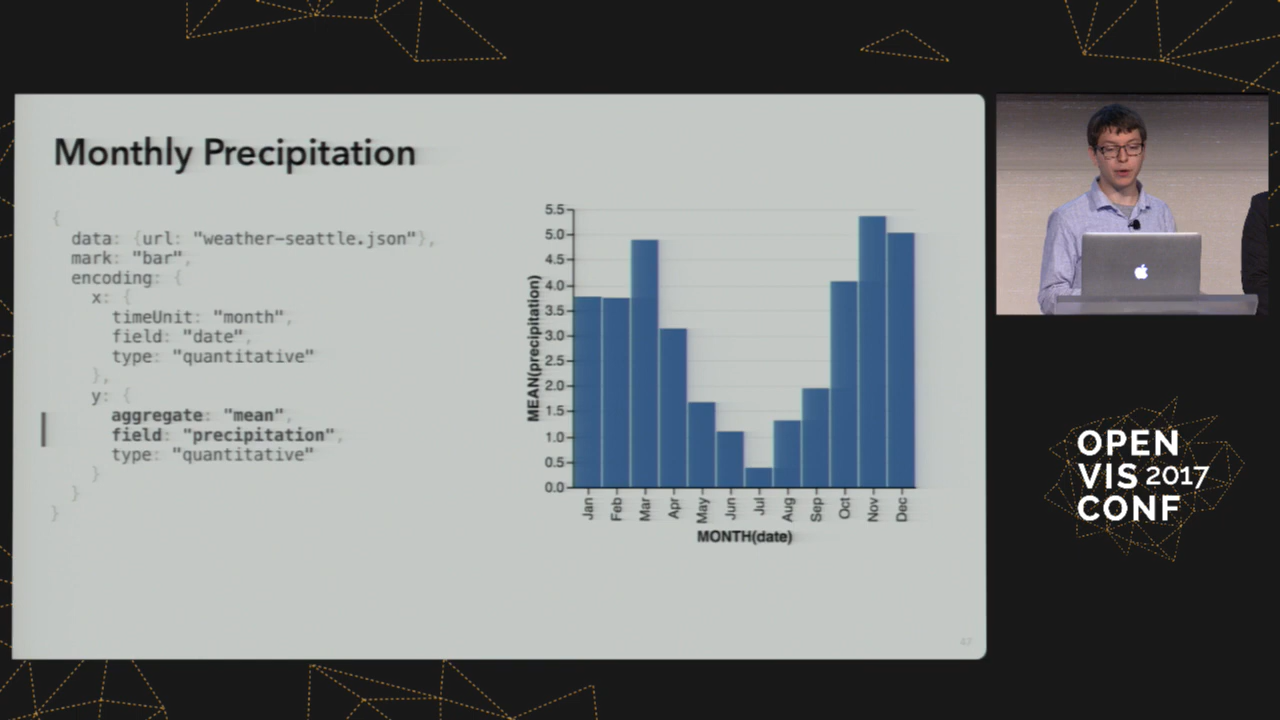 Monthly Precipitation
{
data: {url: "weather-seattle.json"},
mark: "bar",
encoding: {
x: {
timeUnit: "month",
field: "date",
type: "quantitative"
},
y: {
aggregate: "mean",
field: "precipitation",
type: "quantitative"
}
}
}
MEAN(precipitation)
5.5
5.0
4.5
4.0
3.5
3.0
2.5
2.0
1.5
1.0
0.5
0.0
Jan Feb Mar Apr May Jun Jul Aug Sep Oct Nov Dec
MONTH(date)
47
OPEN
VIS 2017
CONF